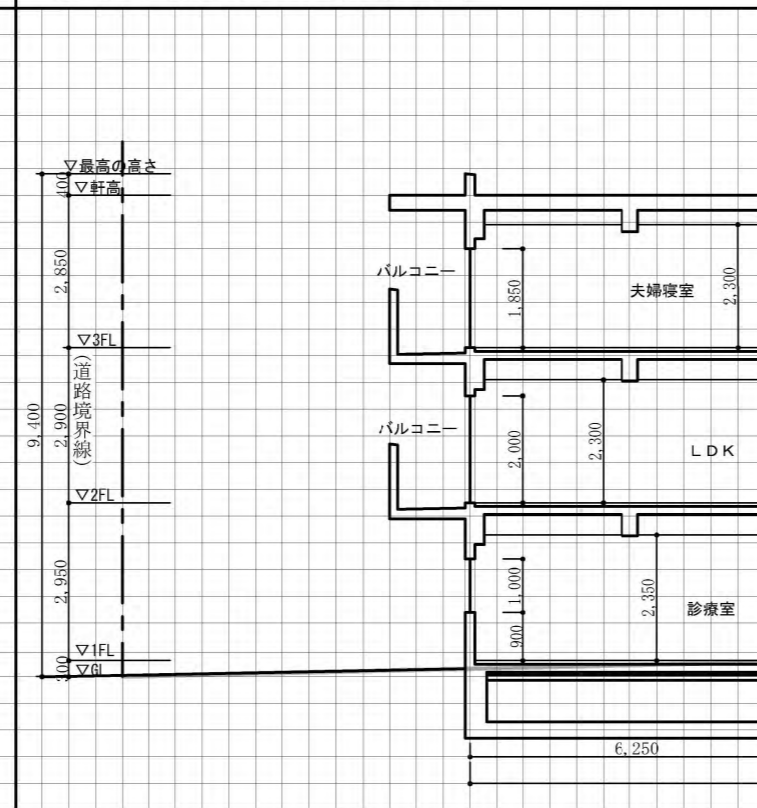 ▽最高の高さ
400
▽軒高
2,850
バルコニー
1,850
夫婦寝室
2,300
▽3FL
(道路境界線)
9,400
2,900
バルコニー
2,000
2,300
LDK
▽2FL
2,950
1,000
2,350
900
診療室
▽1FL
300
▽GL
6,250